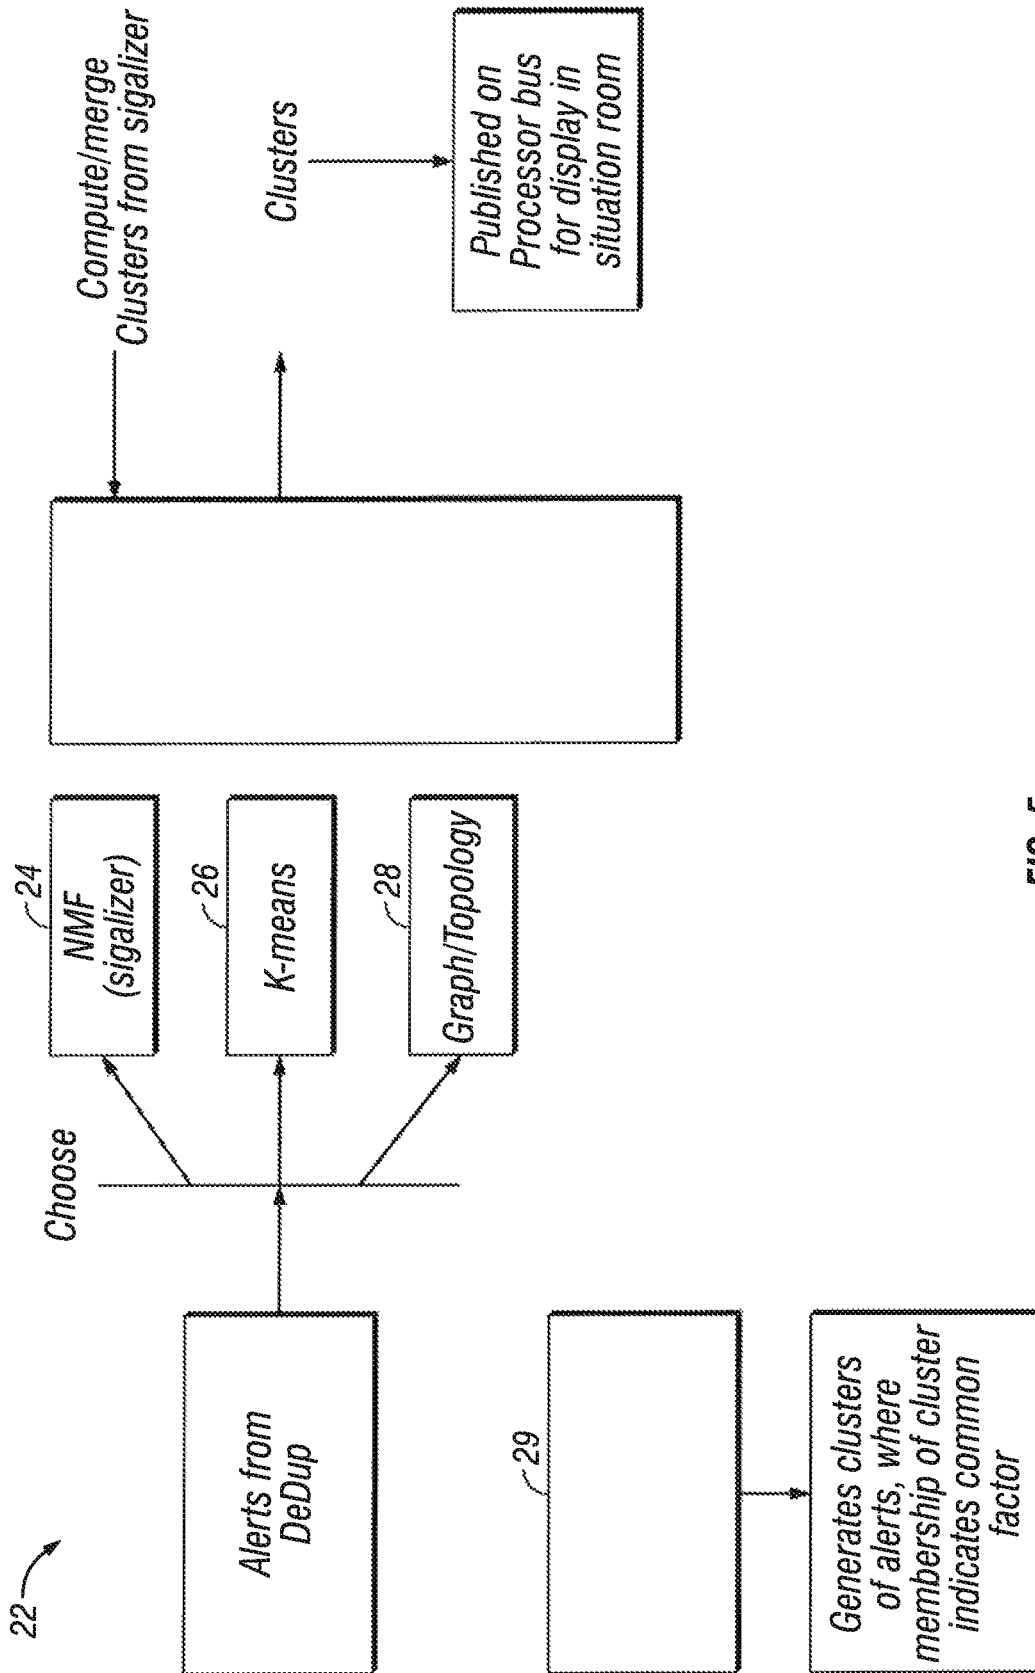 22
Alerts from
DeDup
Choose
24
NMF
(sigalizer)
26
K-means
28
Graph/Topology
Compute/merge
Clusters from sigalizer
Clusters
Published on
Processor bus
for display in
situation room
29
Generates clusters
of alerts, where
membership of cluster
indicates common
factor